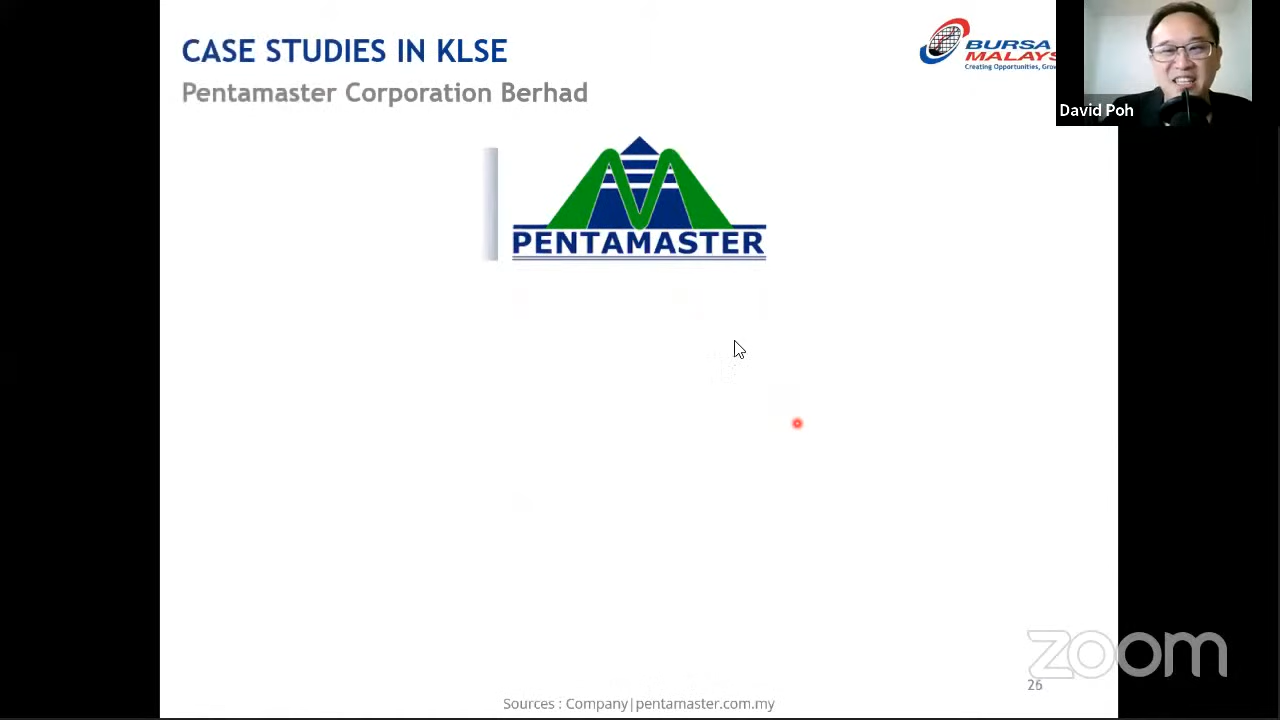 CASE STUDIES IN KLSE
Pentamaster Corporation Berhad
BURSA
MALAYS
Creating Opportunities, Grow
David Poh
PENTAMASTER
zoom
26
Sources : Company|pentamaster.com.my